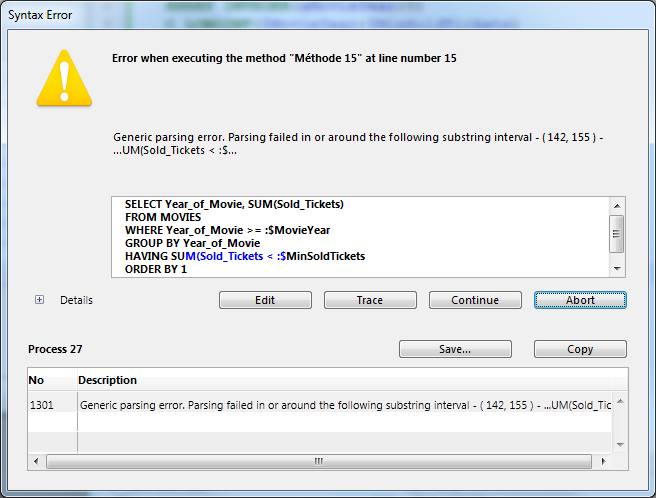 Syntax Error
Error when executing the method "Méthode 15" at line number 15
Generic parsing error. Parsing failed in or around the following substring interval - ( 142, 155 ) -
...UM(Sold_Tickets < :$...
SELECT Year_of_Movie, SUM(Sold_Tickets)
FROM MOVIES
WHERE Year_of_Movie >= :$MovieYear
GROUP BY Year_of_Movie
HAVING SUM(Sold_Tickets < :$MinSoldTickets
ORDER BY 1
Details Edit Trace Continue Abort
Process 27 Save... Copy
No Description
1301 Generic parsing error. Parsing failed in or around the following substring interval - ( 142, 155 ) - ...UM(Sold_Tic